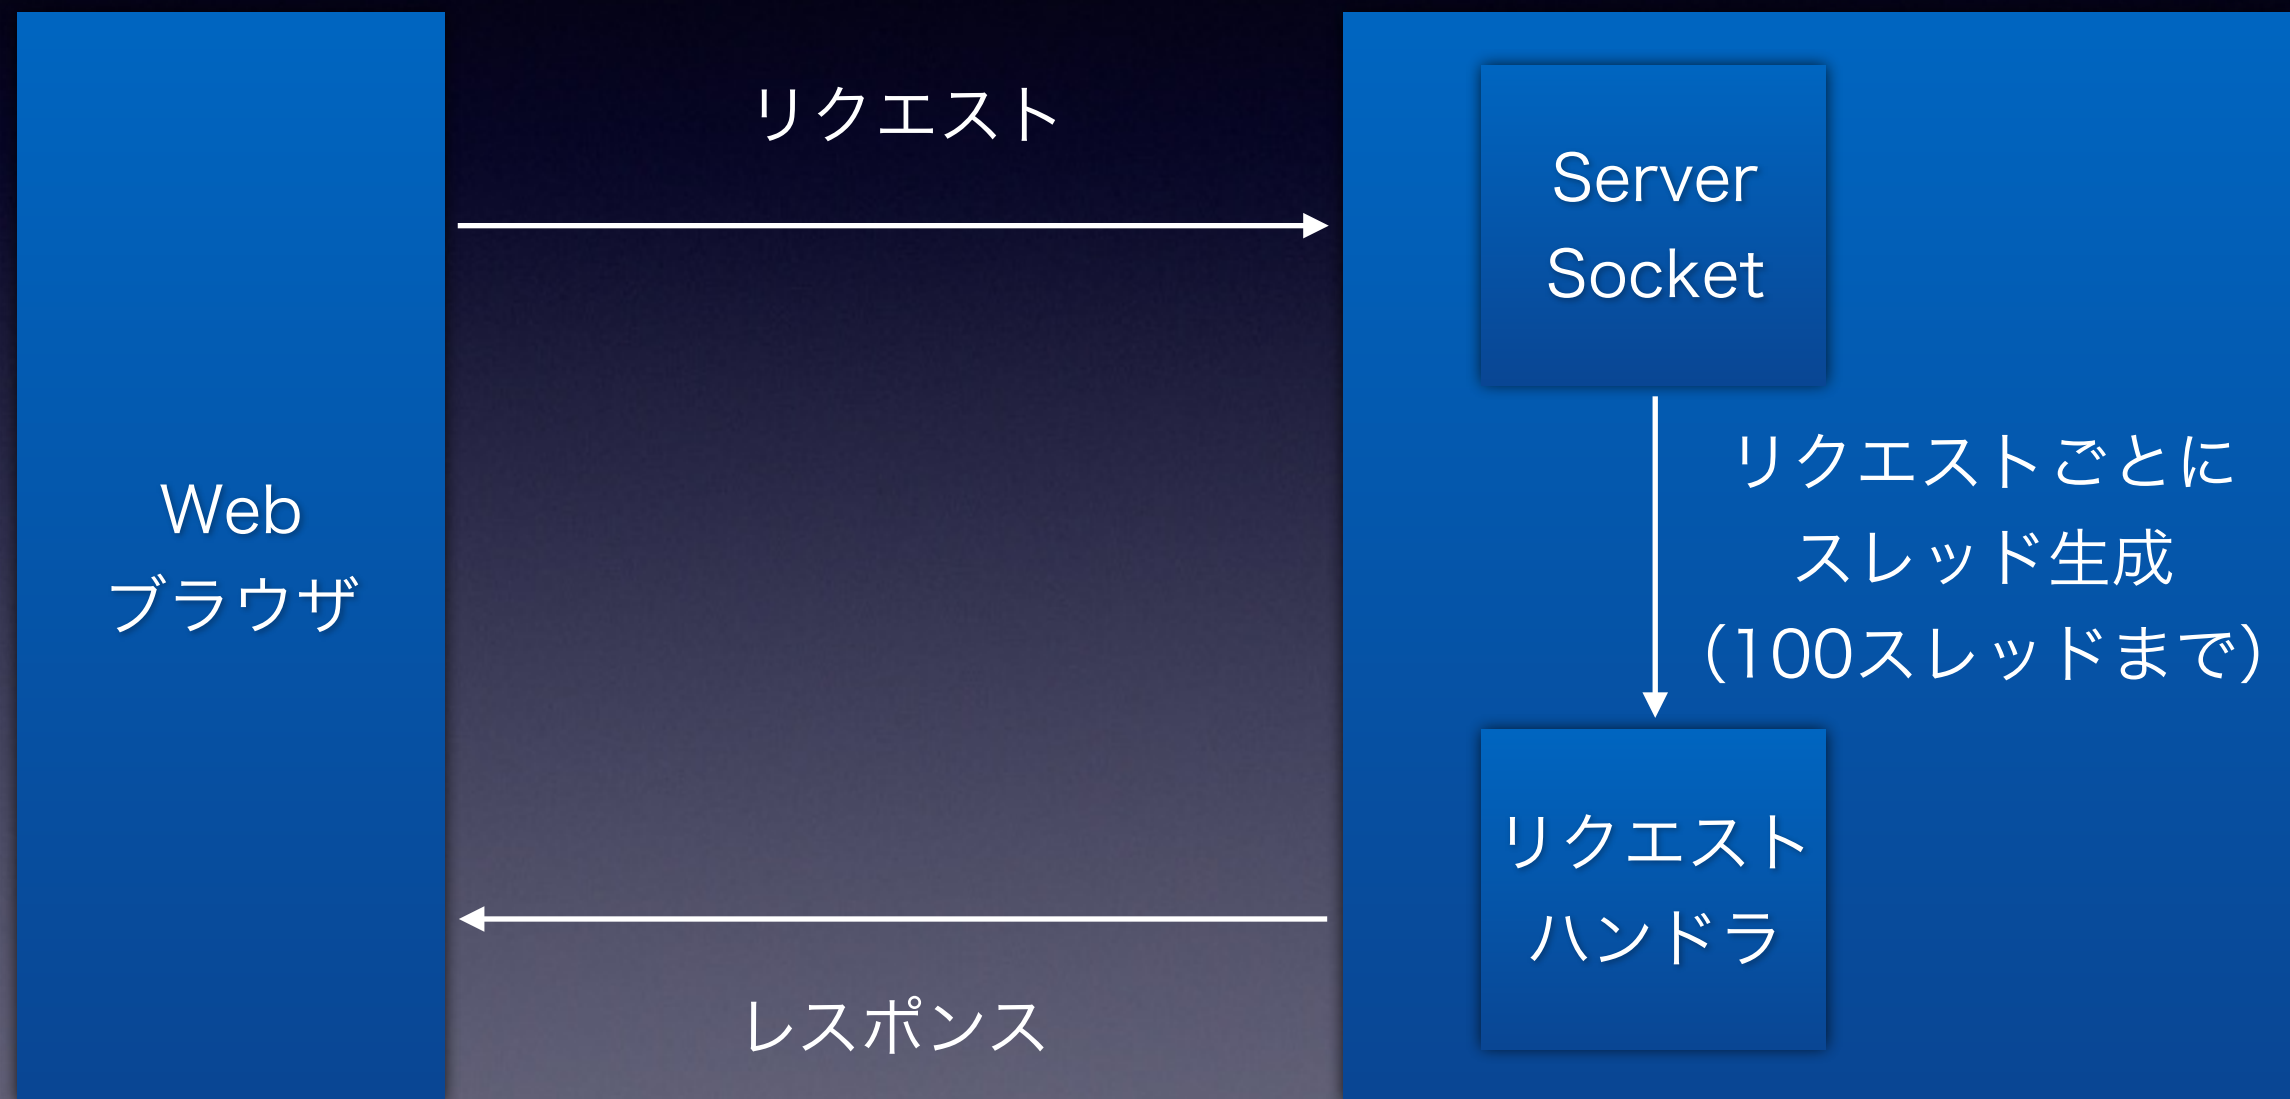 リクエスト
Server
Socket
リクエストごとに
スレッド生成
（100スレッドまで）
Web
ブラウザ
リクエスト
ハンドラ
レスポンス